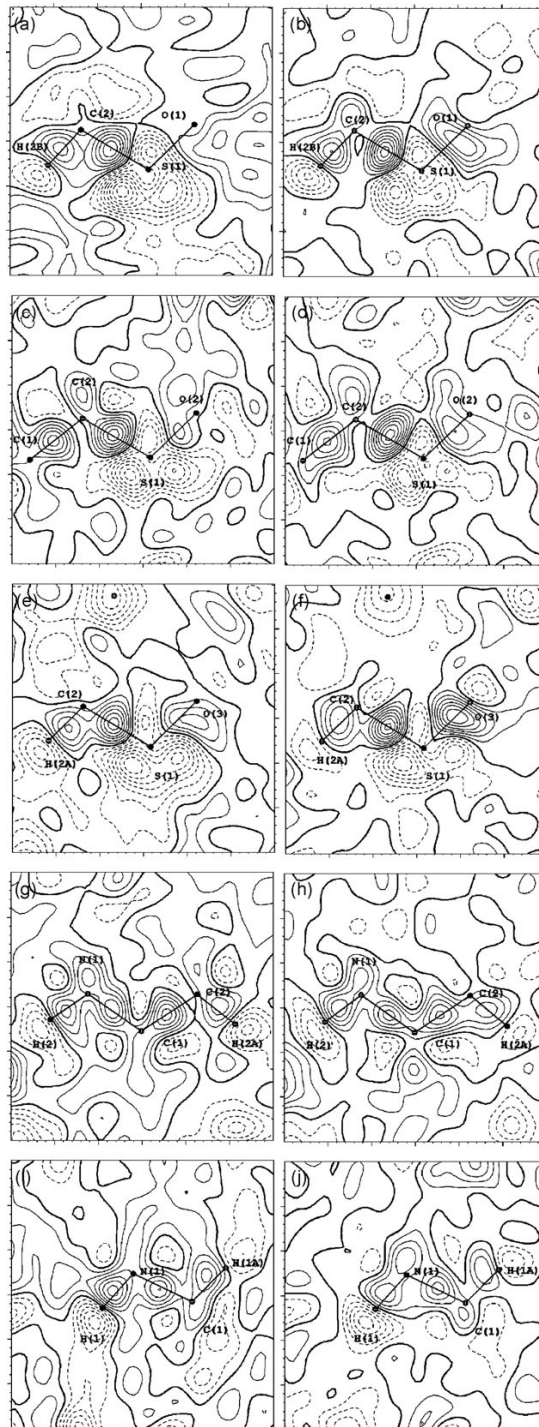 (a)
C(2)
O(1)
H(2B)
S(1)
(b)
C(2)
O(1)
H(2B)
S(1)
(c)
C(2)
O(2)
C(1)
S(1)
(d)
C(2)
O(2)
C(1)
S(1)
(e)
C(2)
O(3)
H(2A)
S(1)
(f)
C(2)
O(3)
H(2A)
S(1)
(g)
N(1)
C(2)
H(2)
C(1)
H(2A)
(h)
N(1)
C(2)
H(2)
C(1)
H(2A)
(i)
N(1)
H(1A)
H(1)
C(1)
(j)
N(1)
H(1A)
H(1)
C(1)